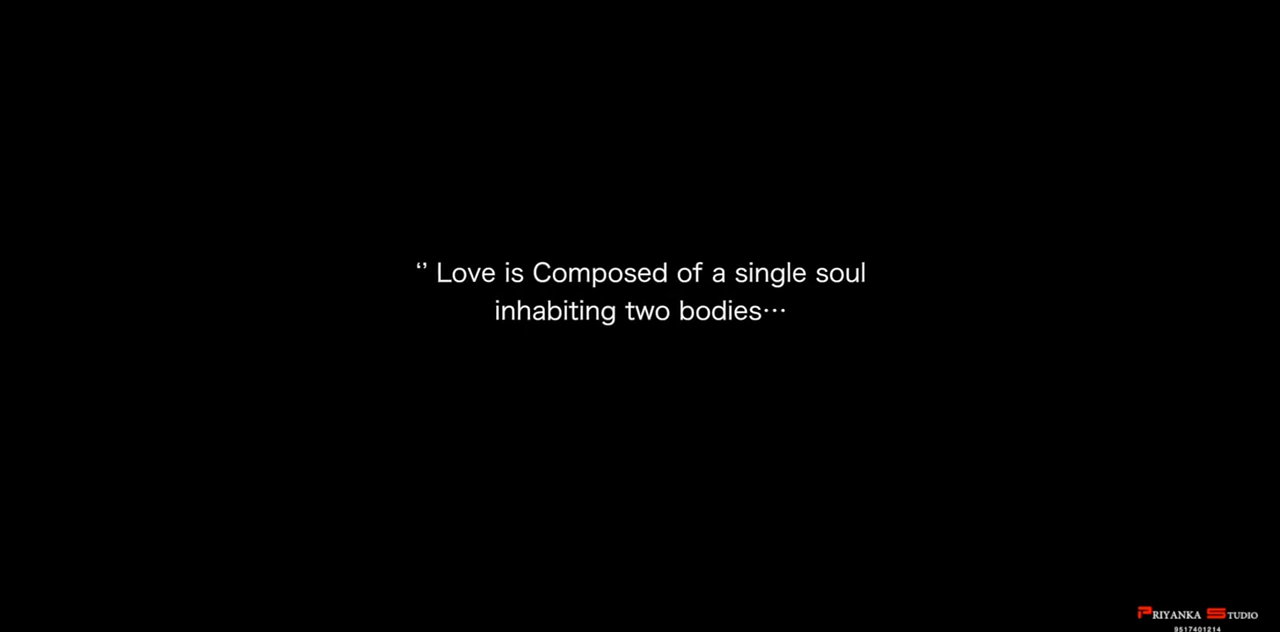 ‘’ Love is Composed of a single soul
inhabiting two bodies···
PRIYANKA STUDIO
9517401214